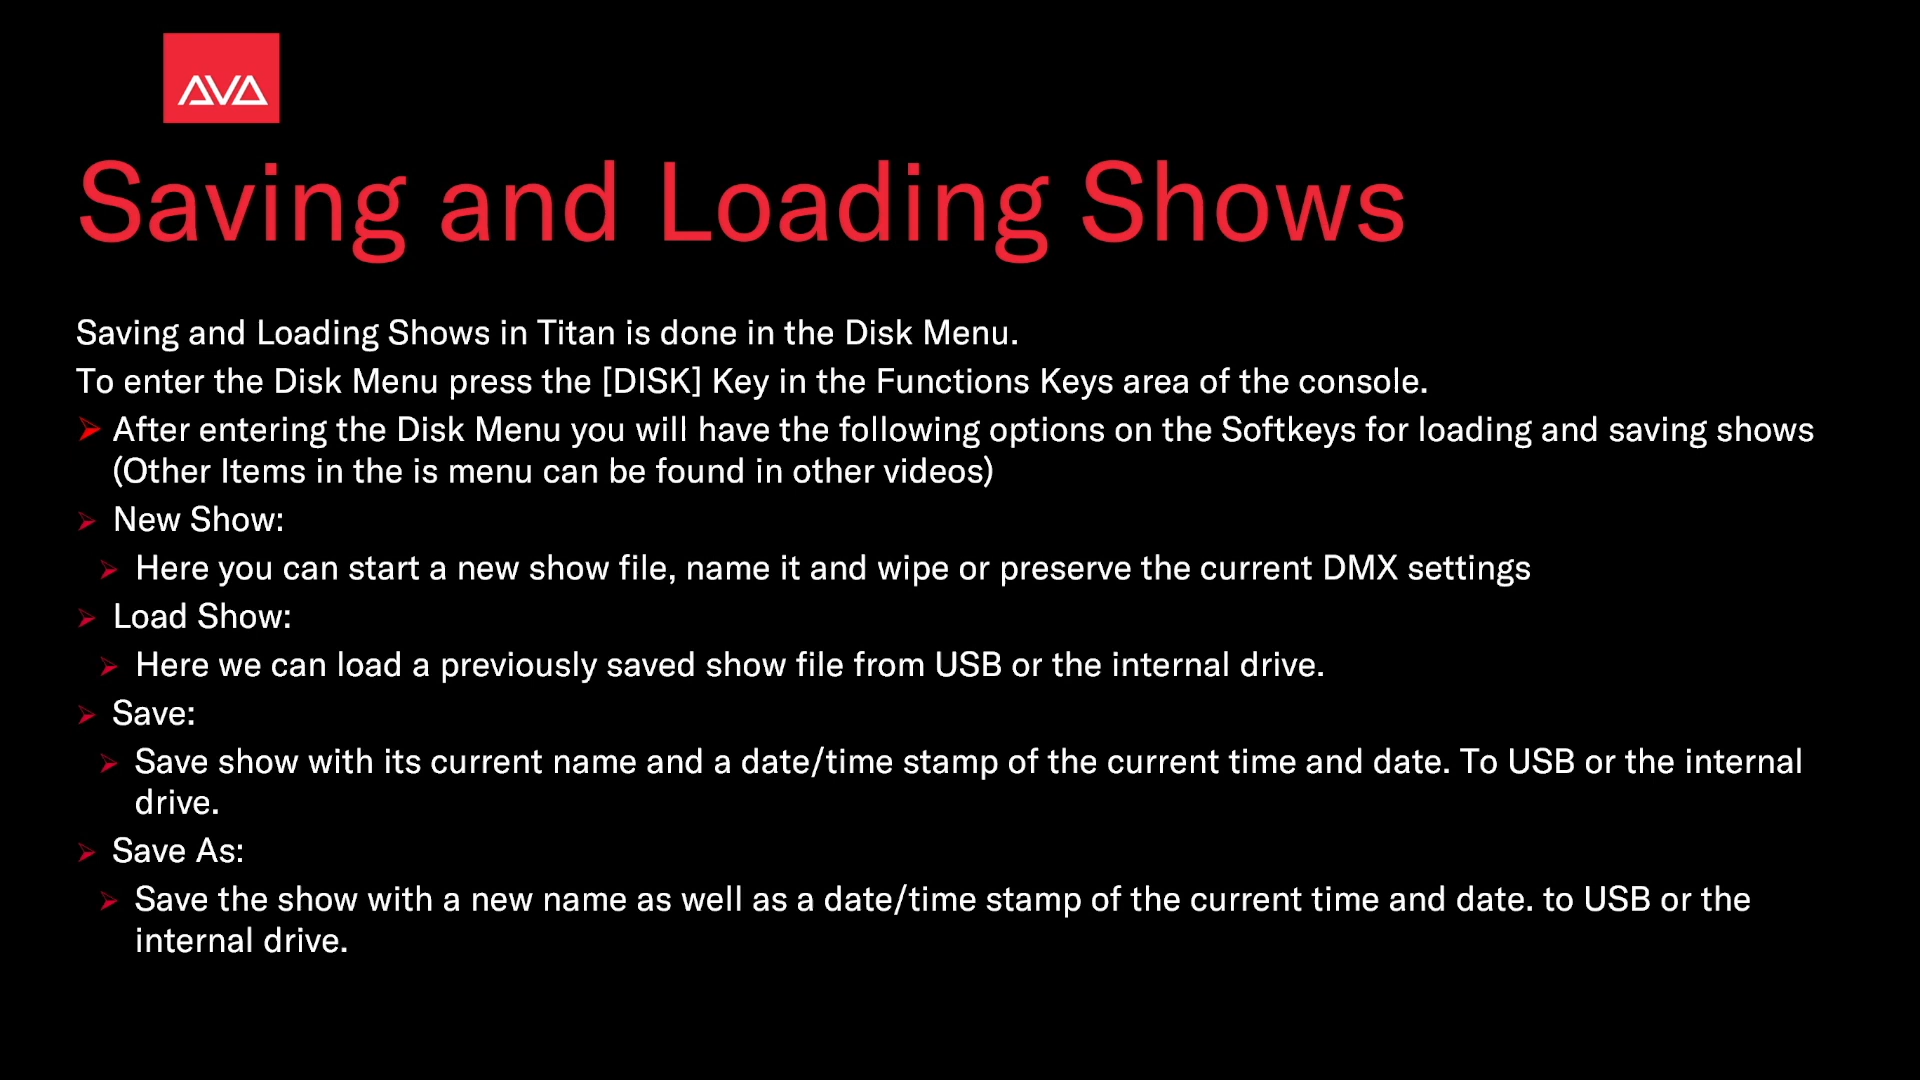 AVA
Saving and Loading Shows
Saving and Loading Shows in Titan is done in the Disk Menu.
To enter the Disk Menu press the [DISK] Key in the Functions Keys area of the console.
After entering the Disk Menu you will have the following options on the Softkeys for loading and saving shows
(Other Items in the is menu can be found in other videos)
New Show:
Here you can start a new show file, name it and wipe or preserve the current DMX settings
Load Show:
Here we can load a previously saved show file from USB or the internal drive.
Save:
Save show with its current name and a date/time stamp of the current time and date. To USB or the internal
drive.
Save As:
Save the show with a new name as well as a date/time stamp of the current time and date. to USB or the
internal drive.